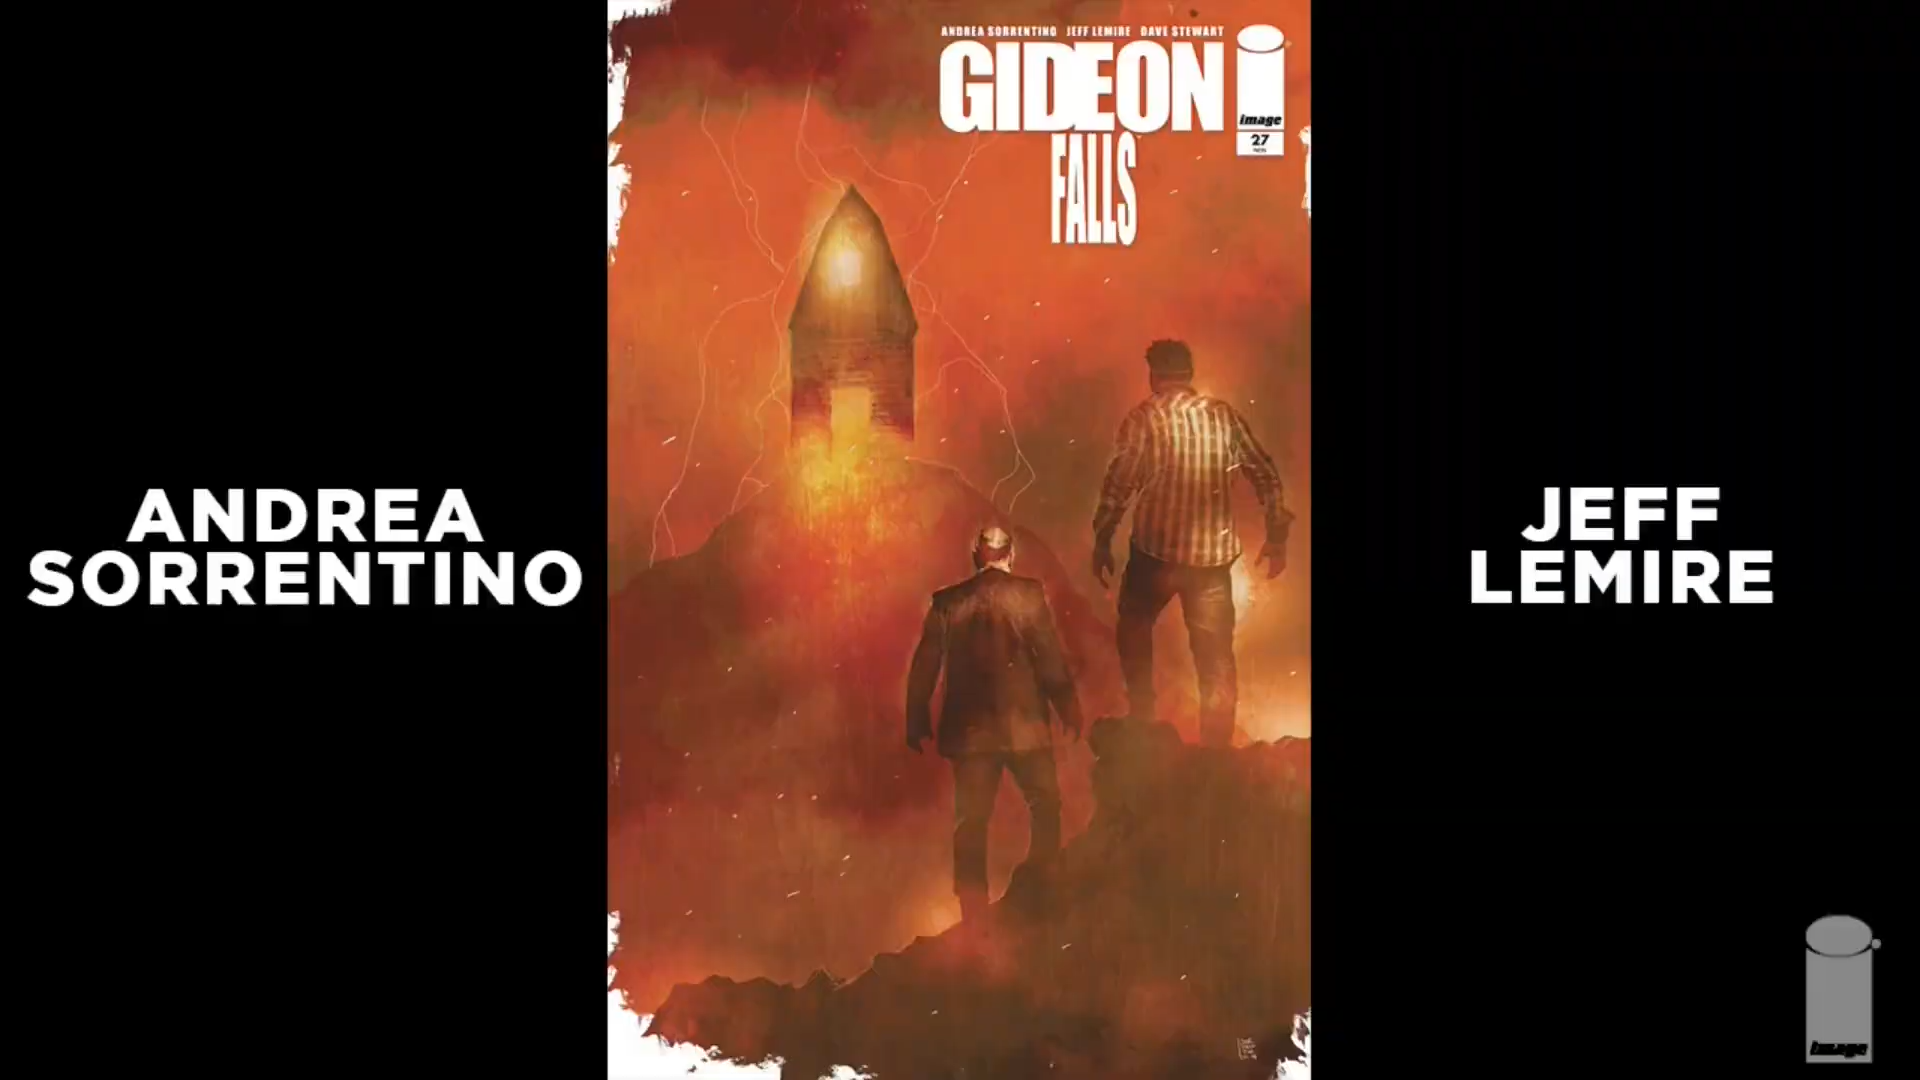 ANDREA SORRENTINO JEFF LEMIRE DAVE STEWART
GIDEON
FALLS
image
27
ANDREA
SORRENTINO
JEFF
LEMIRE
image